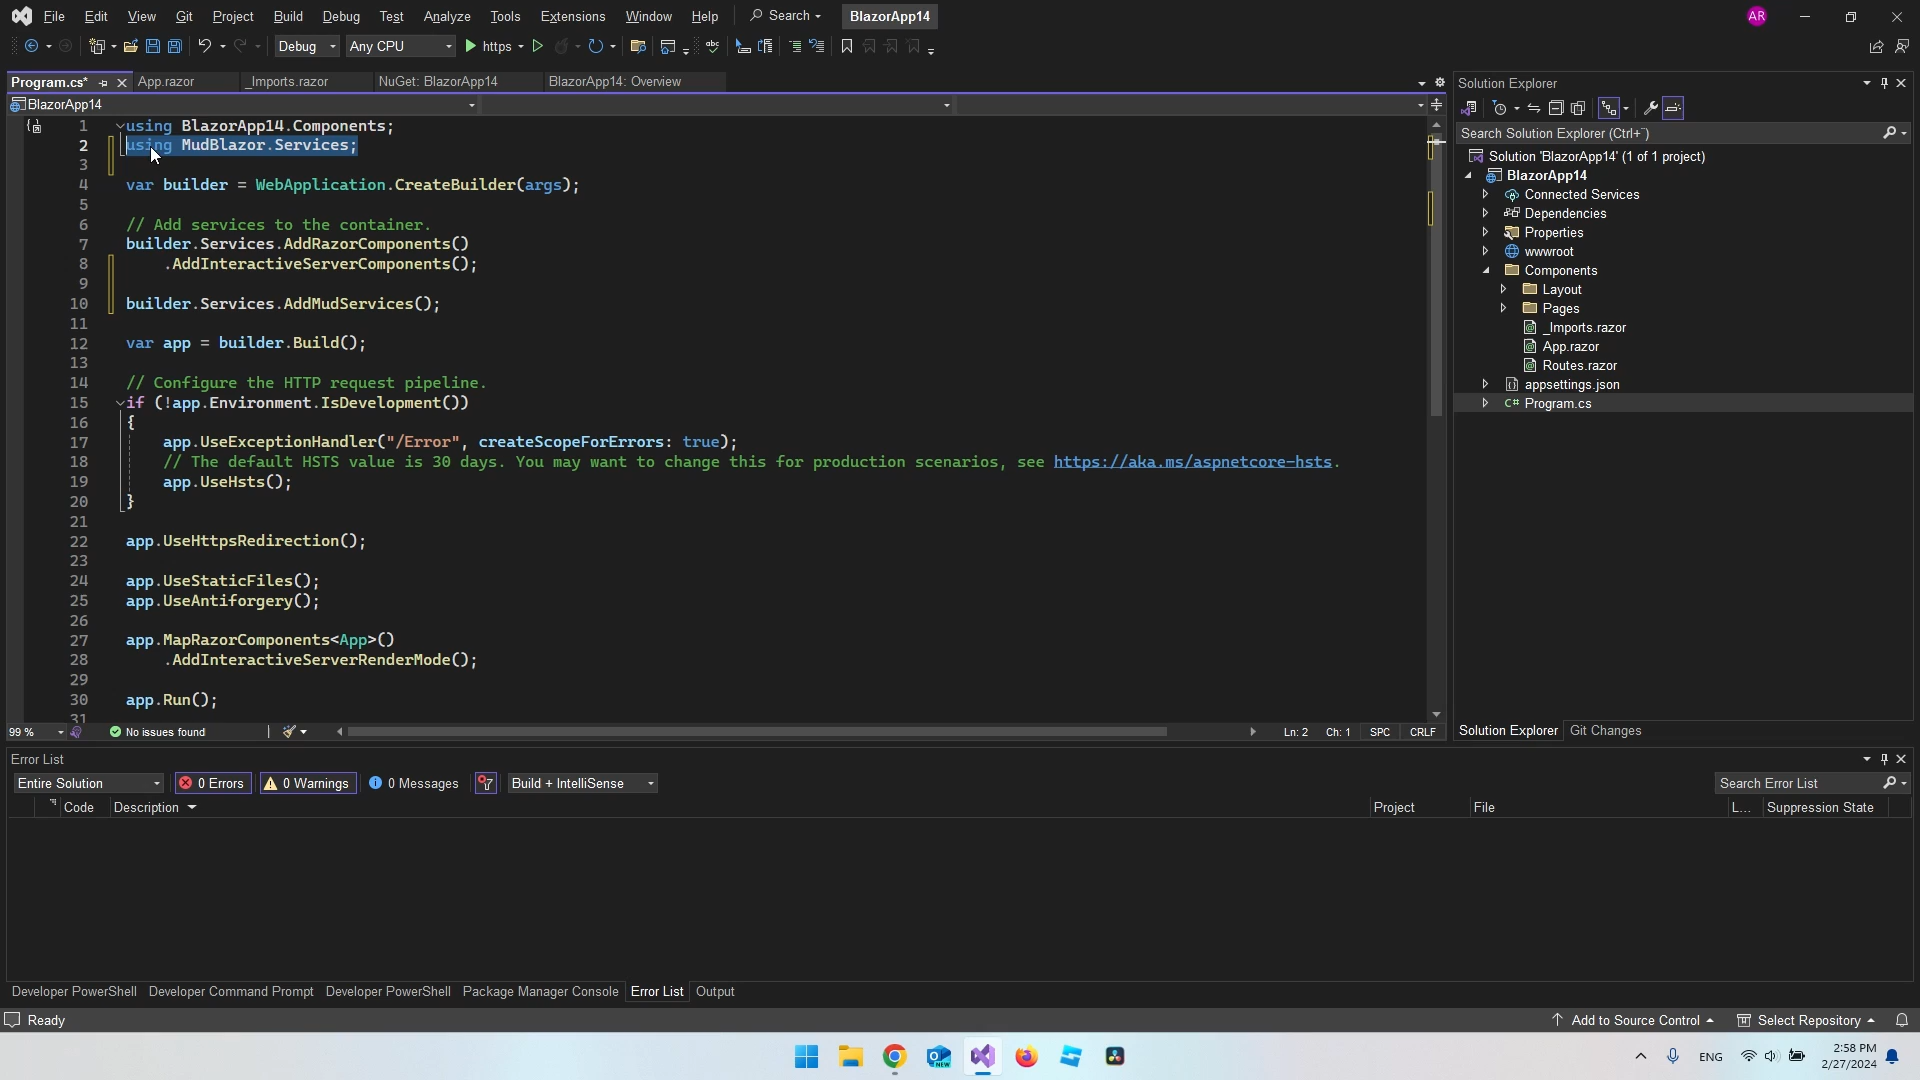 File Edit View Git Project Build Debug Test Analyze Tools Extensions Window Help Search BlazorApp14 AR
Debug Any CPU https
Program.cs* App.razor _Imports.razor NuGet: BlazorApp14 BlazorApp14: Overview
BlazorApp14
1 using BlazorApp14.Components;
2 using MudBlazor.Services;
3
4 var builder = WebApplication.CreateBuilder(args);
5
6 // Add services to the container.
7 builder.Services.AddRazorComponents()
8 .AddInteractiveServerComponents();
9
10 builder.Services.AddMudServices();
11
12 var app = builder.Build();
13
14 // Configure the HTTP request pipeline.
15 if (!app.Environment.IsDevelopment())
16 {
17 app.UseExceptionHandler("/Error", createScopeForErrors: true);
18 // The default HSTS value is 30 days. You may want to change this for production scenarios, see https://aka.ms/aspnetcore-hsts.
19 app.UseHsts();
20 }
21
22 app.UseHttpsRedirection();
23
24 app.UseStaticFiles();
25 app.UseAntiforgery();
26
27 app.MapRazorComponents<App>()
28 .AddInteractiveServerRenderMode();
29
30 app.Run();
31
99 % No issues found Ln: 2 Ch: 1 SPC CRLF
Solution Explorer
Search Solution Explorer (Ctrl+¨)
Solution 'BlazorApp14' (1 of 1 project)
BlazorApp14
Connected Services
Dependencies
Properties
wwwroot
Components
Layout
Pages
_Imports.razor
App.razor
Routes.razor
appsettings.json
C# Program.cs
Solution Explorer Git Changes
Error List
Entire Solution 0 Errors 0 Warnings 0 Messages Build + IntelliSense Search Error List
Code Description Project File L... Suppression State
Developer PowerShell Developer Command Prompt Developer PowerShell Package Manager Console Error List Output
Ready Add to Source Control Select Repository
ENG 2:58 PM
2/27/2024